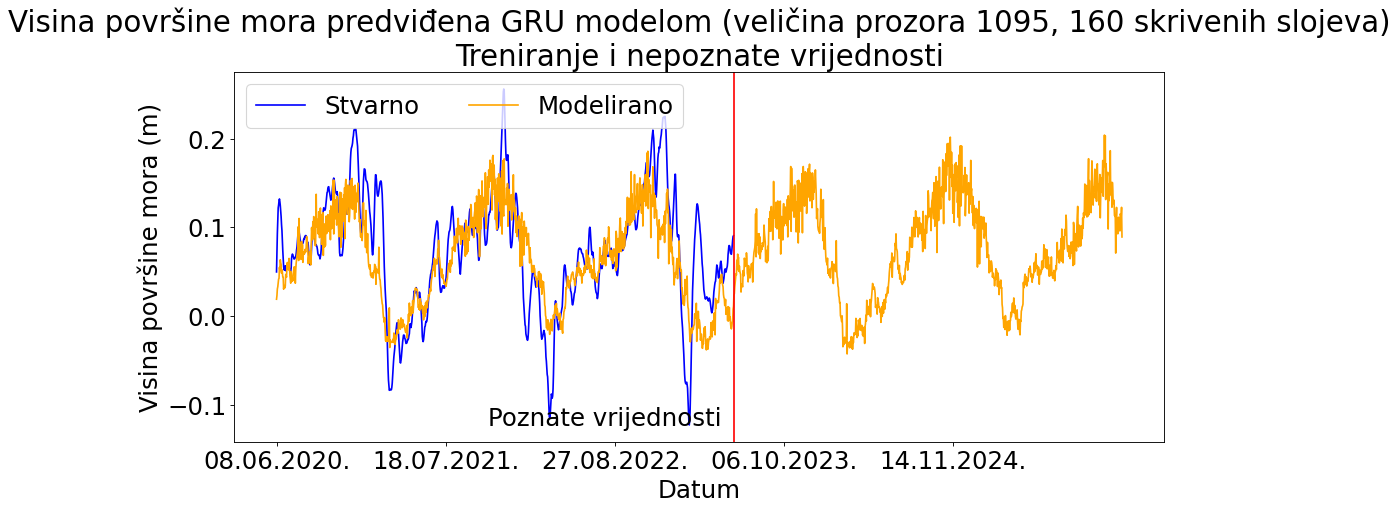 Visina površine mora predviđena GRU modelom (veličina prozora 1095, 160 skrivenih slojeva)
Treniranje i nepoznate vrijednosti
Stvarno
Modelirano
Visina površine mora (m)
0.2
0.1
0.0
−0.1
Poznate vrijednosti
08.06.2020.
18.07.2021.
27.08.2022.
06.10.2023.
14.11.2024.
Datum